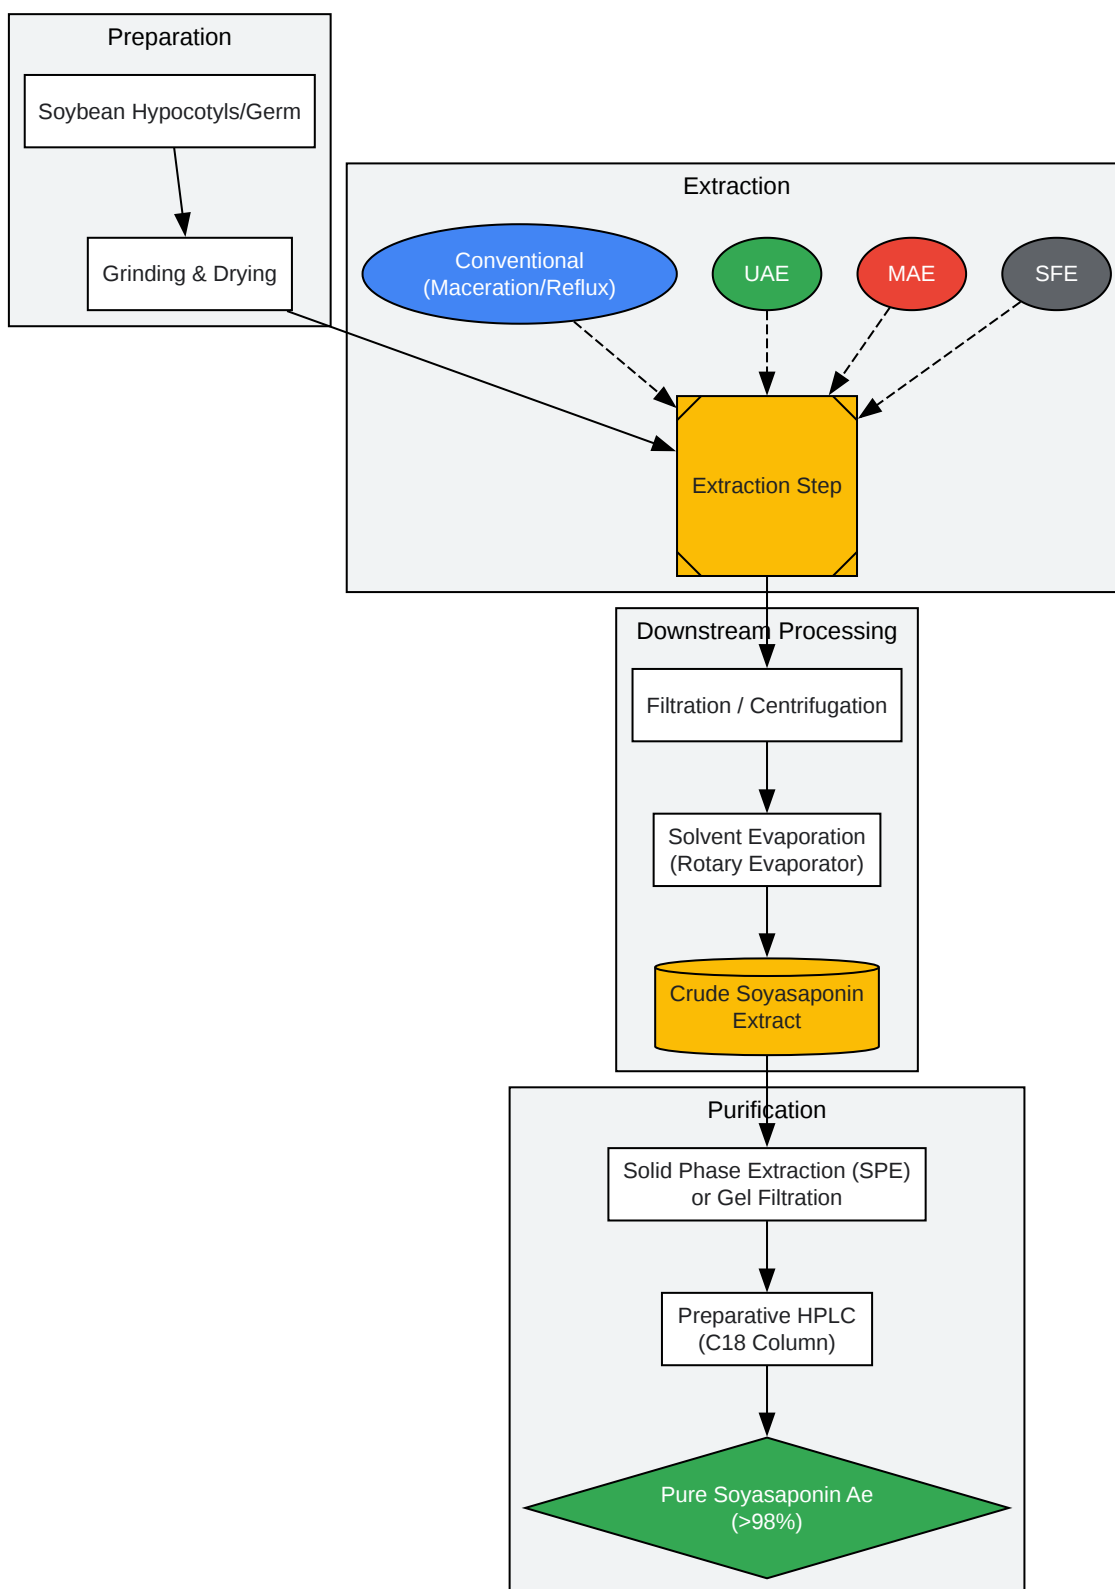 Preparation
Soybean Hypocotyls/Germ
Grinding & Drying
Extraction
Conventional
(Maceration/Reflux)
UAE
MAE
SFE
Extraction Step
Downstream Processing
Filtration / Centrifugation
Solvent Evaporation
(Rotary Evaporator)
Crude Soyasaponin
Extract
Purification
Solid Phase Extraction (SPE)
or Gel Filtration
Preparative HPLC
(C18 Column)
Pure Soyasaponin Ae
(>98%)